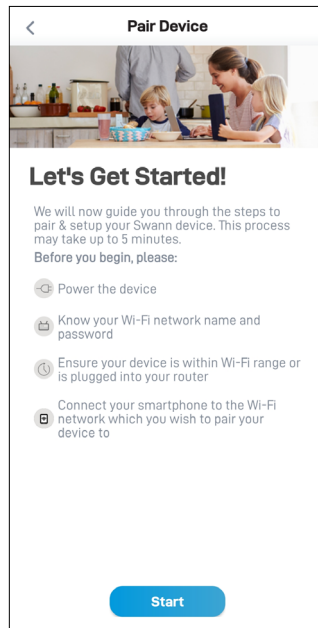 Pair Device
Let's Get Started!
We will now guide you through the steps to
pair & setup your Swann device. This process
may take up to 5 minutes.
Before you begin, please:
Power the device
Know your Wi-Fi network name and
password
Ensure your device is within Wi-Fi range or
is plugged into your router
Connect your smartphone to the Wi-Fi
network which you wish to pair your
device to
Start